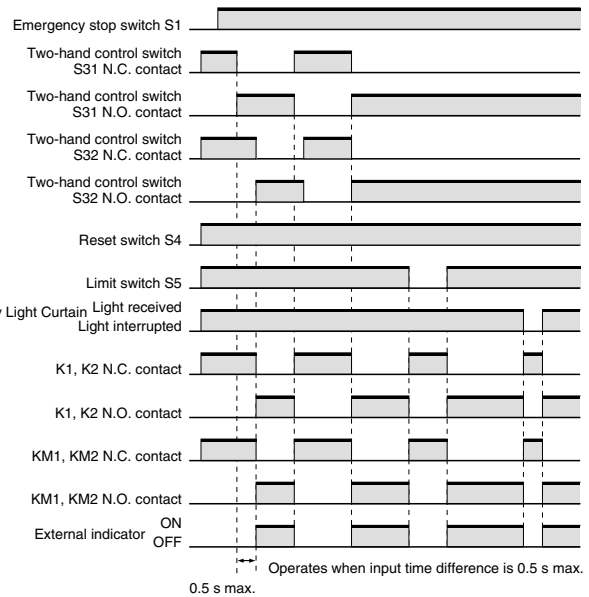 Emergency stop switch S1
Two-hand control switch
S31 N.C. contact
Two-hand control switch
S31 N.O. contact
Two-hand control switch
S32 N.C. contact
Two-hand control switch
S32 N.O. contact
Reset switch S4
Limit switch S5
Light Curtain Light received
Light interrupted
K1, K2 N.C. contact
K1, K2 N.O. contact
KM1, KM2 N.C. contact
KM1, KM2 N.O. contact
External indicator ON
OFF
Operates when input time difference is 0.5 s max.
0.5 s max.